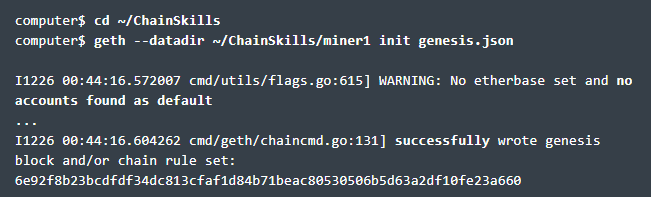 computer$ cd ~/ChainSkills
computer$ geth --datadir ~/ChainSkills/miner1 init genesis.json
I1226 00:44:16.572007 cmd/utils/flags.go:615] WARNING: No etherbase set and no
accounts found as default
...
I1226 00:44:16.604262 cmd/geth/chaincmd.go:131] successfully wrote genesis
block and/or chain rule set:
6e92f8b23bcdfdf34dc813cfaf1d84b71beac80530506b5d63a2df10fe23a660